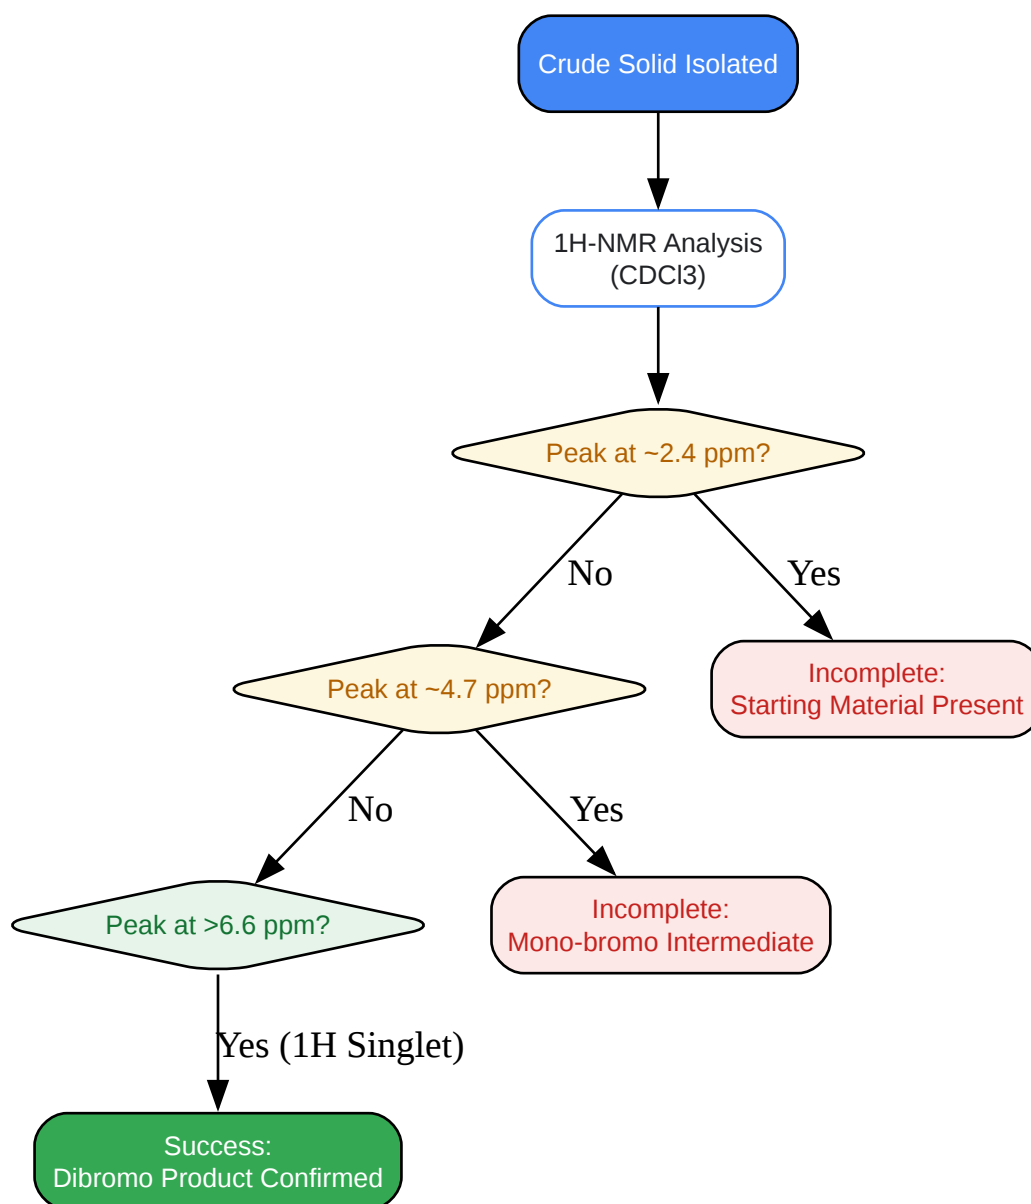 Crude Solid Isolated
1H-NMR Analysis
(CDCl3)
Peak at ~2.4 ppm?
No
Yes
Incomplete:
Starting Material Present
Peak at ~4.7 ppm?
No
Yes
Incomplete:
Mono-bromo Intermediate
Peak at >6.6 ppm?
Yes (1H Singlet)
Success:
Dibromo Product Confirmed